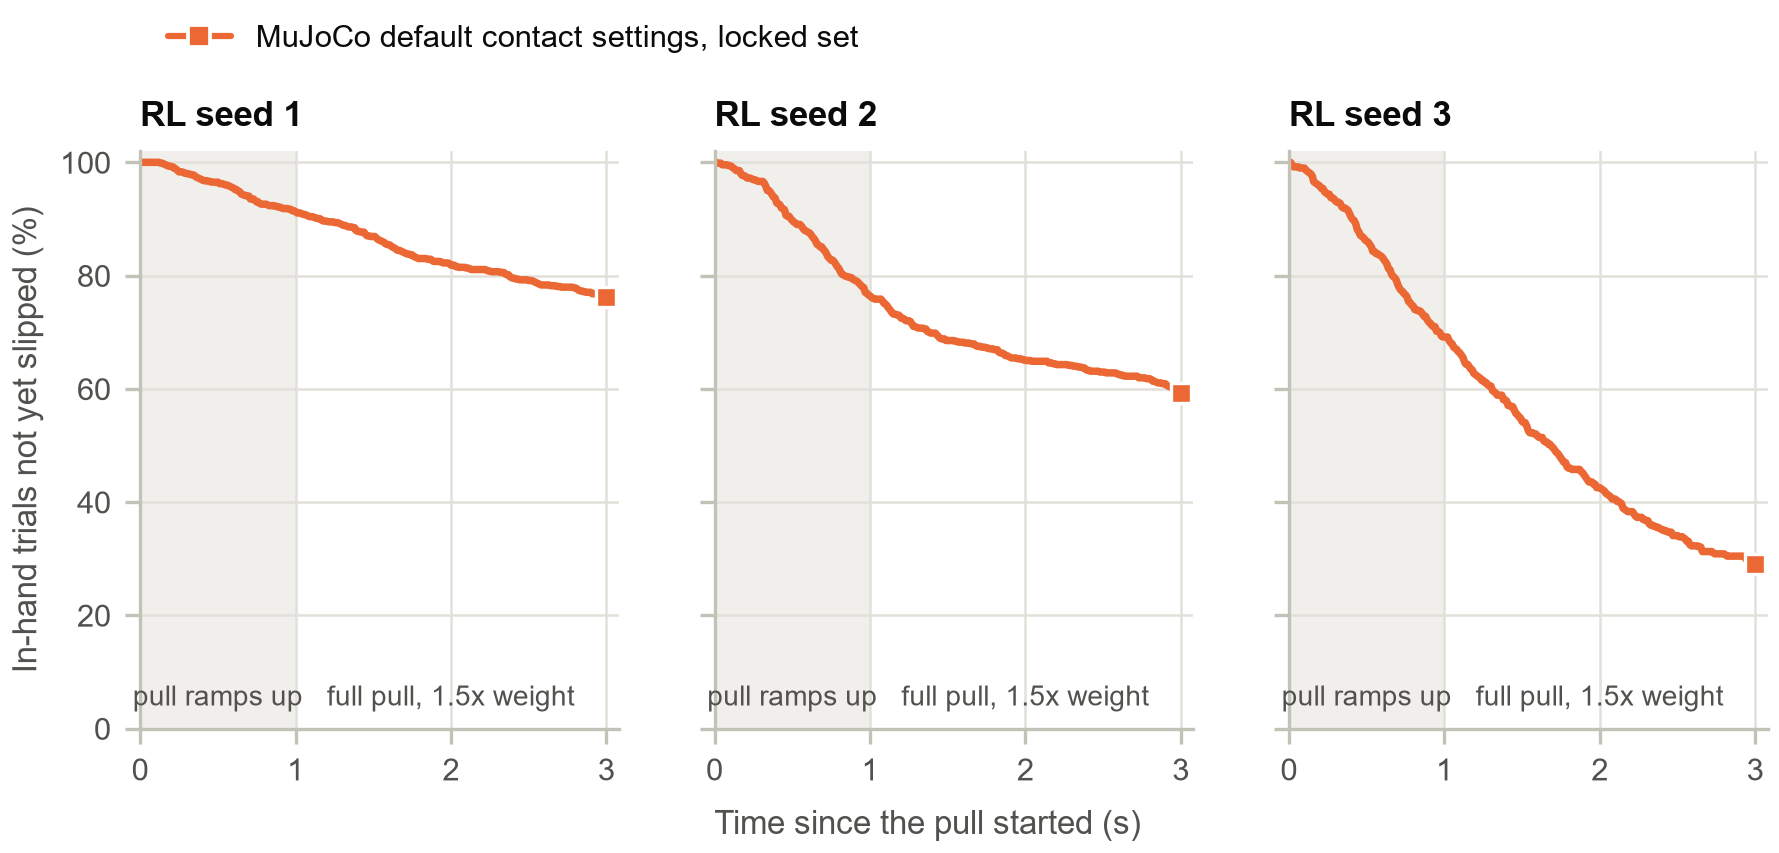 MuJoCo default contact settings, locked set
RL seed 1
RL seed 2
RL seed 3
In-hand trials not yet slipped (%)
100
80
60
40
20
0
pull ramps up
full pull, 1.5x weight
pull ramps up
full pull, 1.5x weight
pull ramps up
full pull, 1.5x weight
0 1 2 3
0 1 2 3
0 1 2 3
Time since the pull started (s)